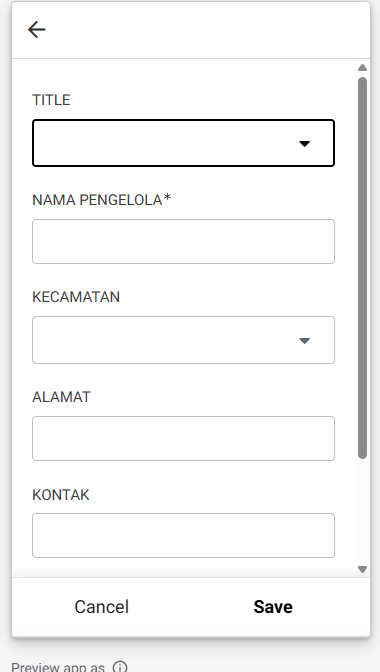 TITLE
NAMA PENGELOLA*
KECAMATAN
ALAMAT
KONTAK
Cancel Save
Preview app as